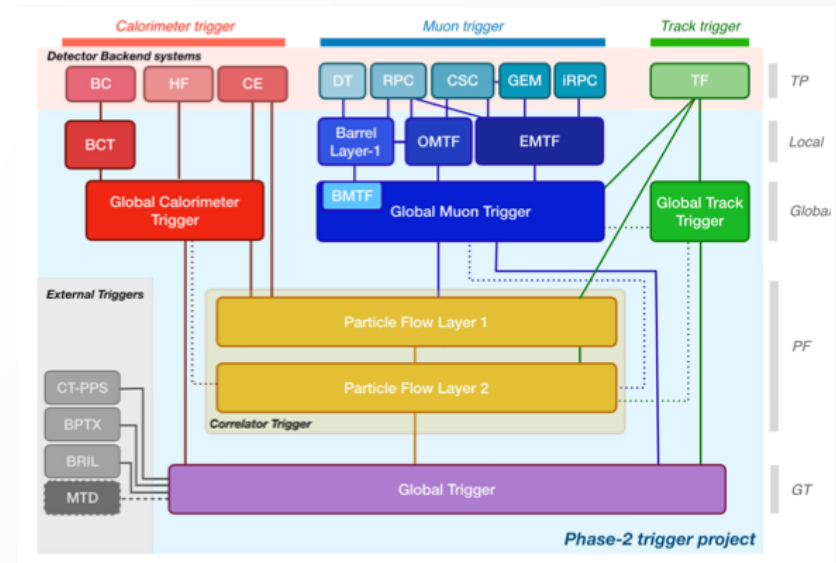 Calorimeter trigger
Muon trigger
Track trigger
Detector Backend systems
BC
HF
CE
DT
RPC
CSC
GEM
iRPC
TF
TP
BCT
Barrel
Layer-1
OMTF
EMTF
Local
Global Calorimeter
Trigger
BMTF
Global Muon Trigger
Global Track
Trigger
Global
External Triggers
Particle Flow Layer 1
Particle Flow Layer 2
Correlator Trigger
PF
CT-PPS
BPTX
BRIL
MTD
Global Trigger
GT
Phase-2 trigger project